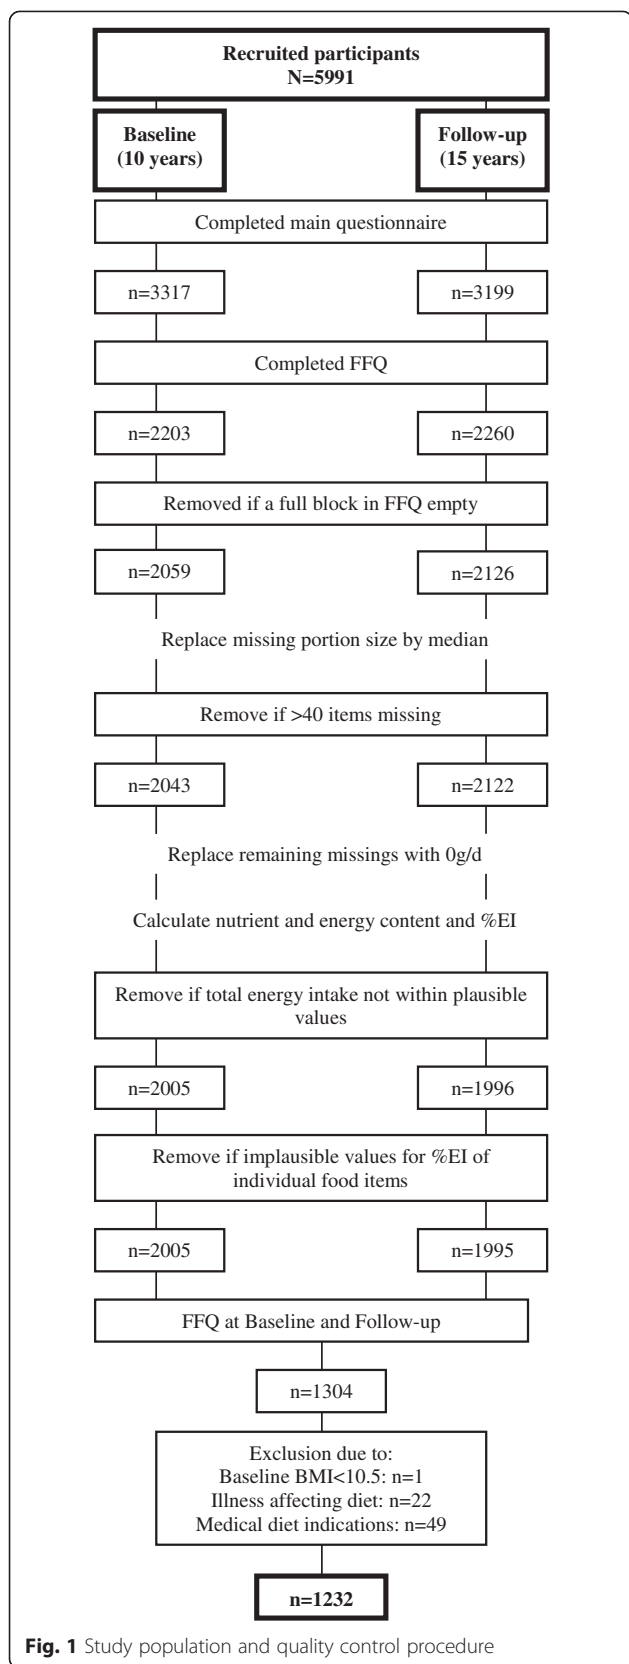 Recruited participants
N=5991
Baseline
(10 years)
Follow-up
(15 years)
Completed main questionnaire
n=3317
n=3199
Completed FFQ
n=2203
n=2260
Removed if a full block in FFQ empty
n=2059
n=2126
Replace missing portion size by median
Remove if >40 items missing
n=2043
n=2122
Replace remaining missings with 0g/d
Calculate nutrient and energy content and %EI
Remove if total energy intake not within plausible
values
n=2005
n=1996
Remove if implausible values for %EI of
individual food items
n=2005
n=1995
FFQ at Baseline and Follow-up
n=1304
Exclusion due to:
Baseline BMI<10.5: n=1
Illness affecting diet: n=22
Medical diet indications: n=49
n=1232
Fig. 1 Study population and quality control procedure